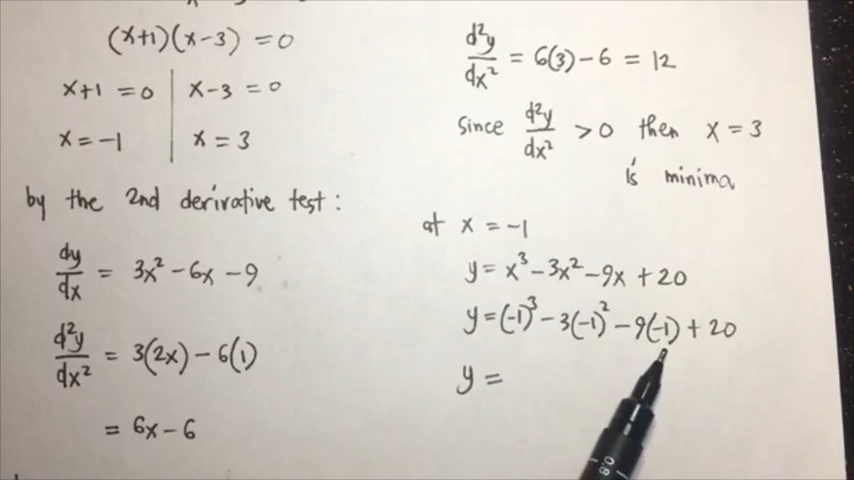 (x+1)(x-3) = 0
x+1 = 0 | x-3 = 0
x = -1 | x = 3
by the 2nd derivative test:
dy/dx = 3x² - 6x - 9
d²y/dx² = 3(2x) - 6(1)
= 6x - 6
d²y/dx² = 6(3) - 6 = 12
Since d²y/dx² > 0 then x = 3
is minima
at x = -1
y = x³ - 3x² - 9x + 20
y = (-1)³ - 3(-1)² - 9(-1) + 20
y =
0.8